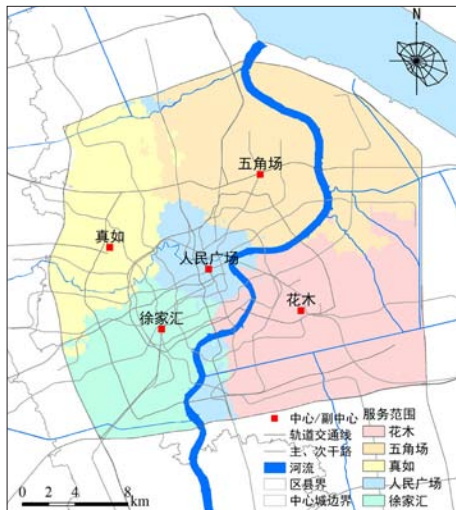 N
五角场
真如
人民广场
花木
徐家汇
中心/副中心
轨道交通线
主、次干路
河流
区县界
中心城边界
服务范围
花木
五角场
真如
人民广场
徐家汇
0 2 4 8
km